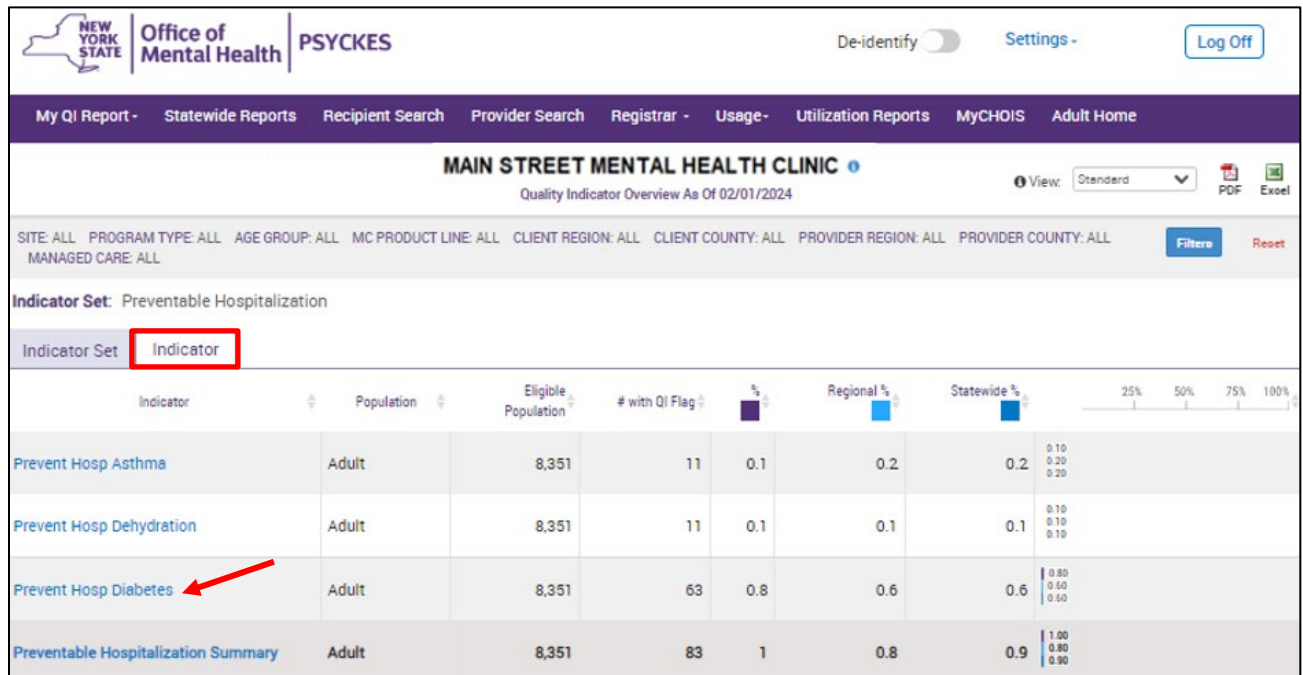 NEW YORK STATE
Office of Mental Health
PSYCKES
De-identify
Settings
Log Off
My QI Report Statewide Reports Recipient Search Provider Search Registrar Usage Utilization Reports MyCHOIS Adult Home
MAIN STREET MENTAL HEALTH CLINIC
Quality Indicator Overview As Of 02/01/2024
View: Standard
PDF Excel
SITE: ALL PROGRAM TYPE: ALL AGE GROUP: ALL MC PRODUCT LINE: ALL CLIENT REGION: ALL CLIENT COUNTY: ALL PROVIDER REGION: ALL PROVIDER COUNTY: ALL
MANAGED CARE: ALL
Filters Reset
Indicator Set: Preventable Hospitalization
Indicator Set Indicator
Indicator Population Eligible Population # with QI Flag % Regional % Statewide % 25% 50% 75% 100%
Prevent Hosp Asthma Adult 8,351 11 0.1 0.2 0.2 0.10 0.20 0.20
Prevent Hosp Dehydration Adult 8,351 11 0.1 0.1 0.1 0.10 0.10 0.10
Prevent Hosp Diabetes Adult 8,351 63 0.8 0.6 0.6 0.80 0.60 0.60
Preventable Hospitalization Summary Adult 8,351 83 1 0.8 0.9 1.00 0.80 0.90